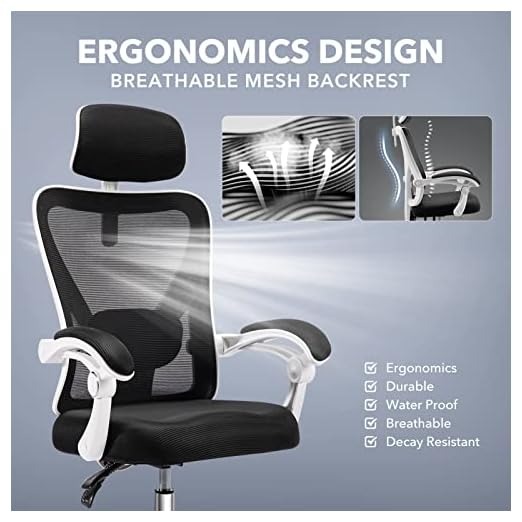 ERGONOMICS DESIGN
BREATHABLE MESH BACKREST
Ergonomics
Durable
Water Proof
Breathable
Decay Resistant